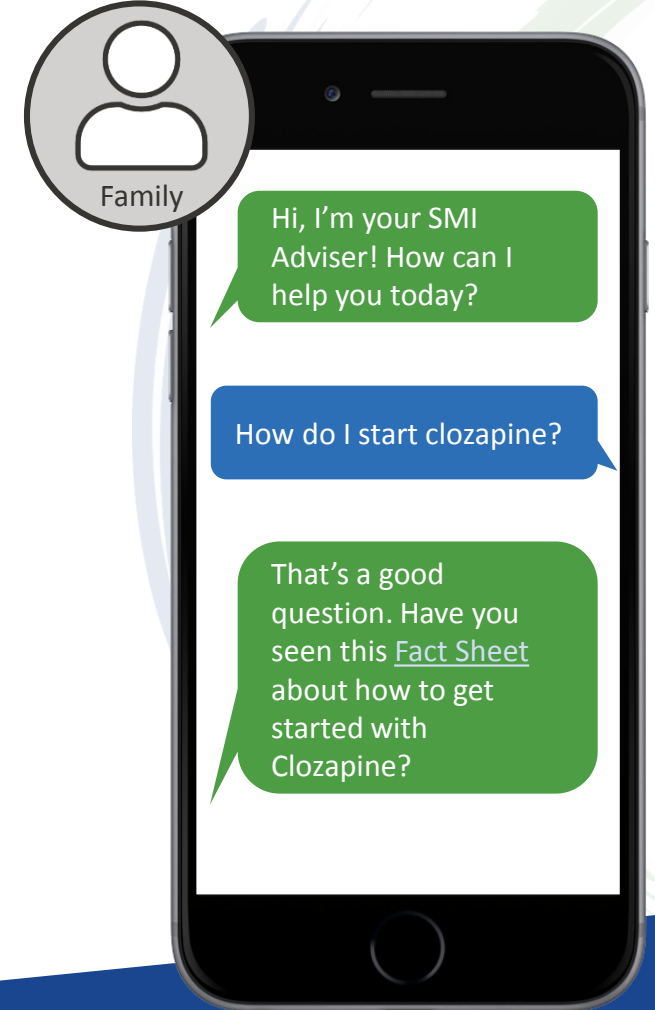 Family
Hi, I’m your SMI
Adviser! How can I
help you today?
How do I start clozapine?
That’s a good
question. Have you
seen this Fact Sheet
about how to get
started with
Clozapine?